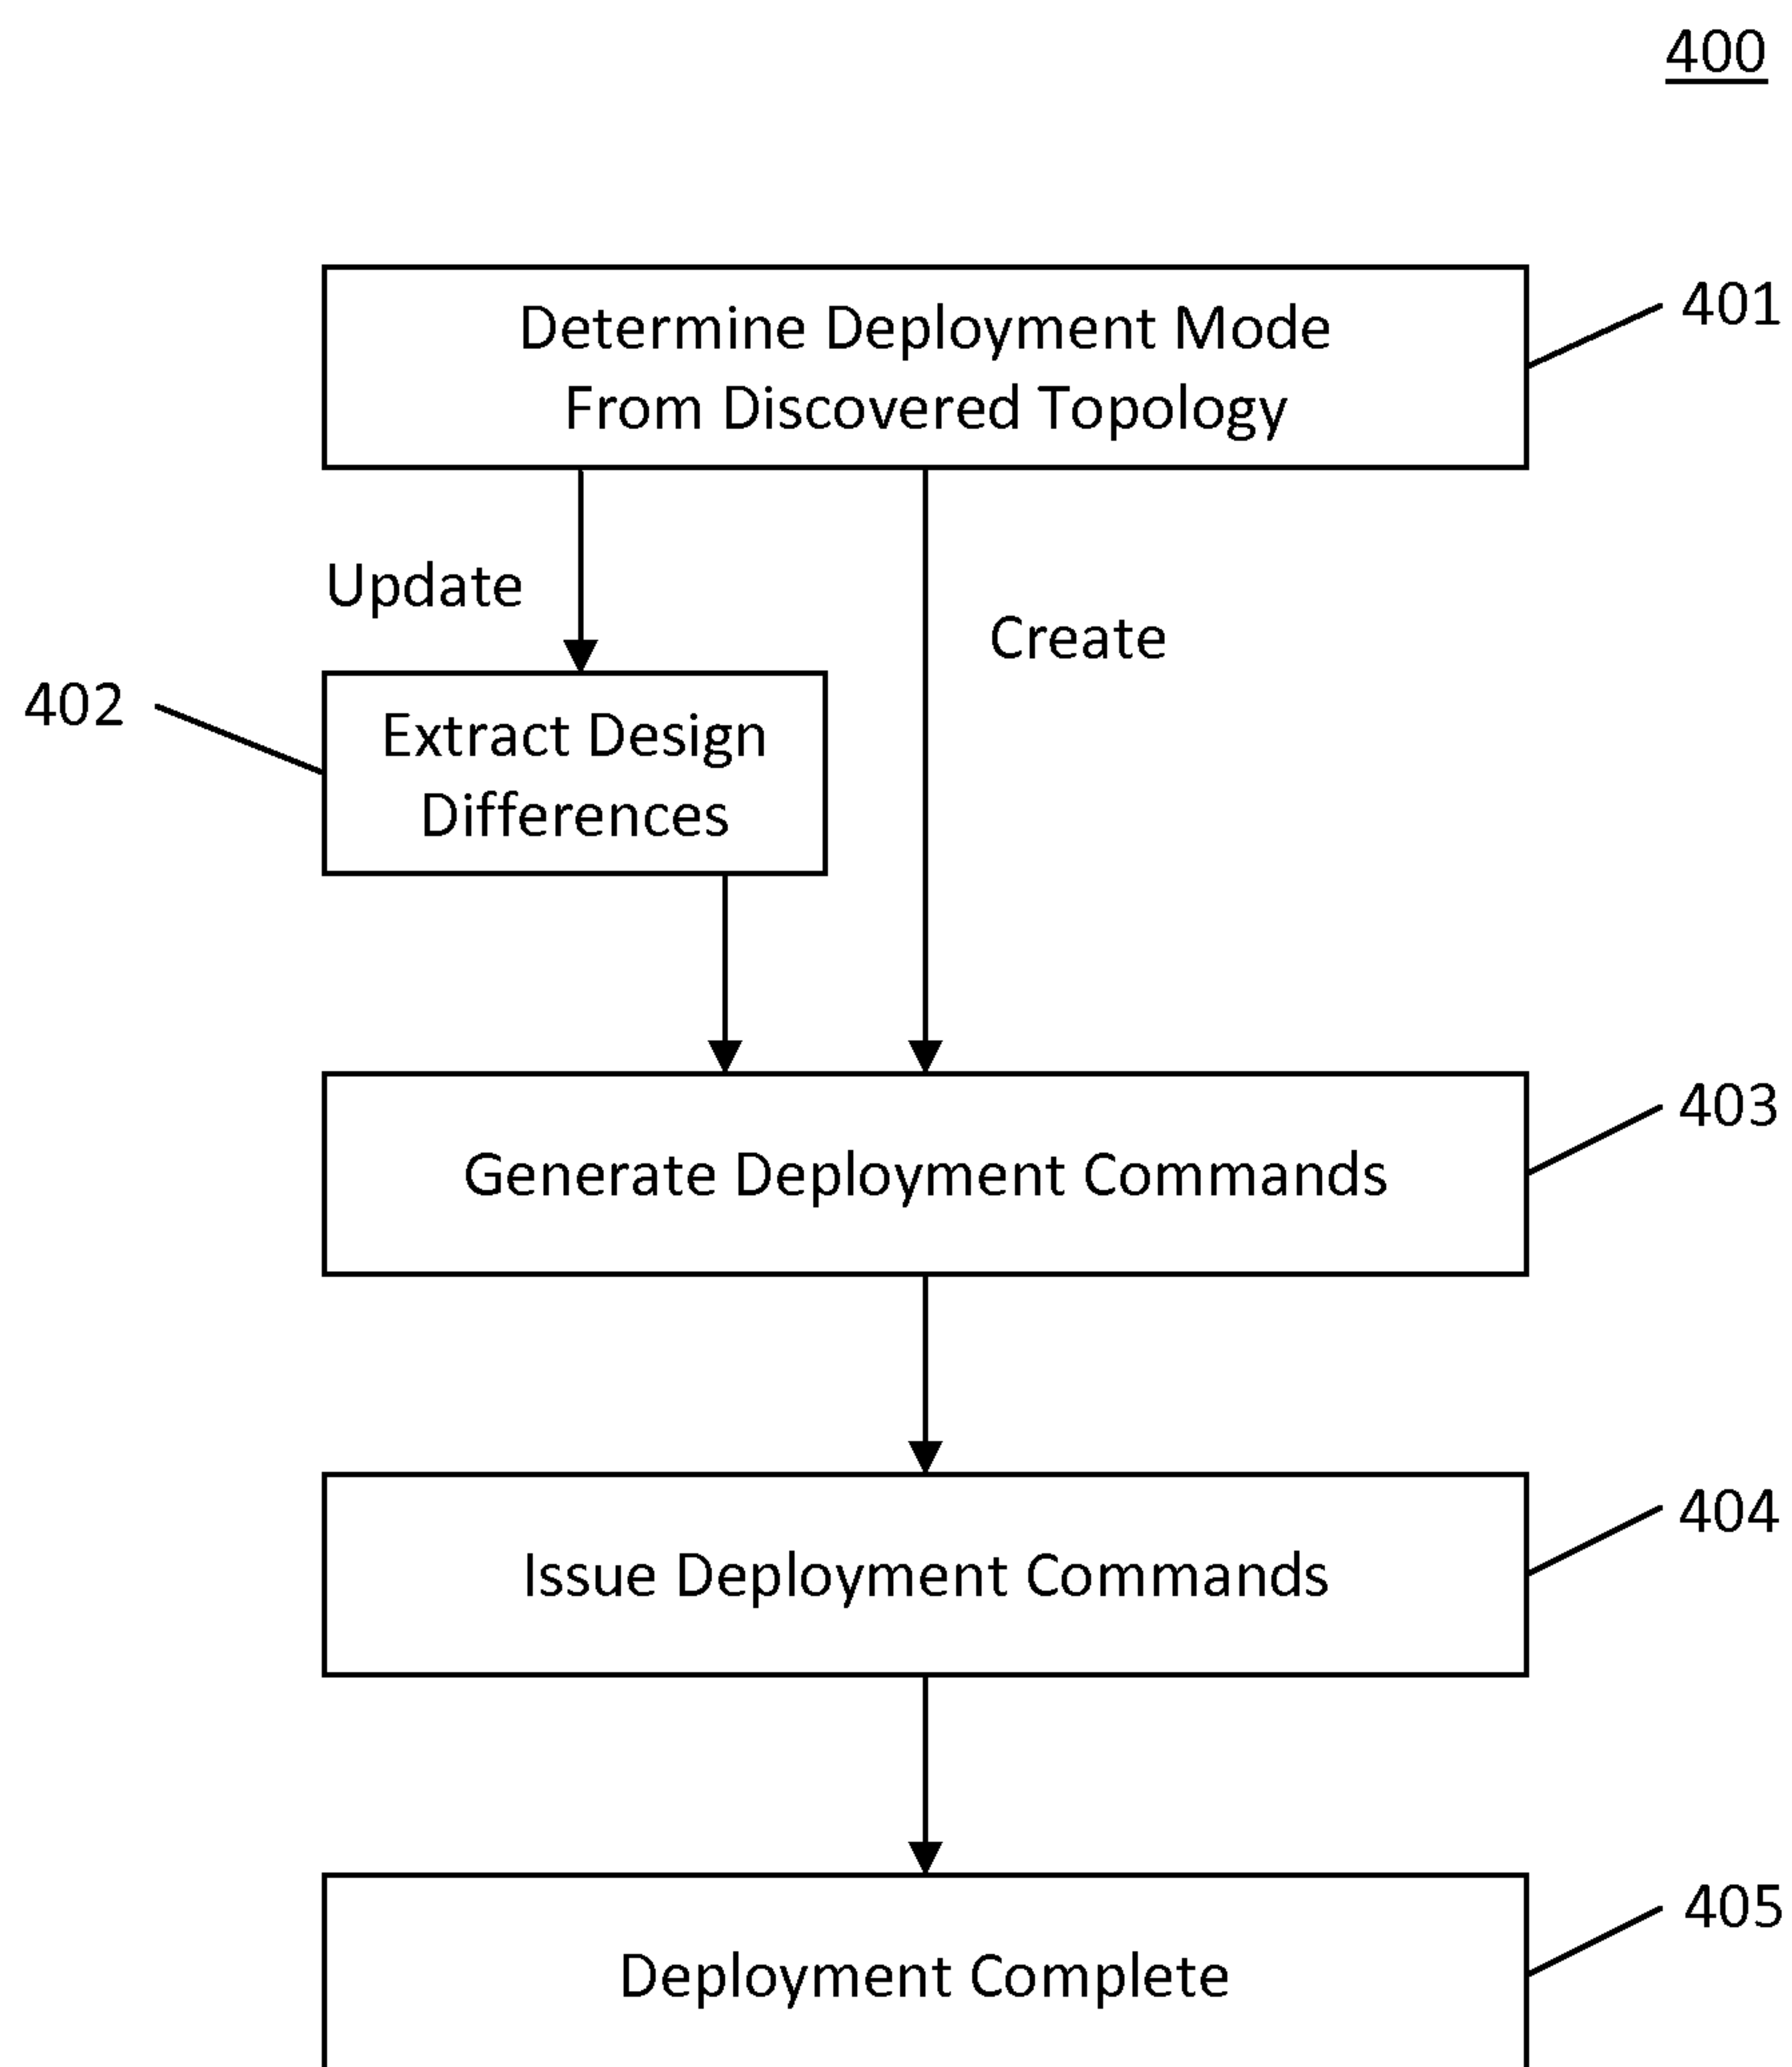 400
Determine Deployment Mode
From Discovered Topology
401
Update
Create
402
Extract Design
Differences
Generate Deployment Commands
403
Issue Deployment Commands
404
Deployment Complete
405